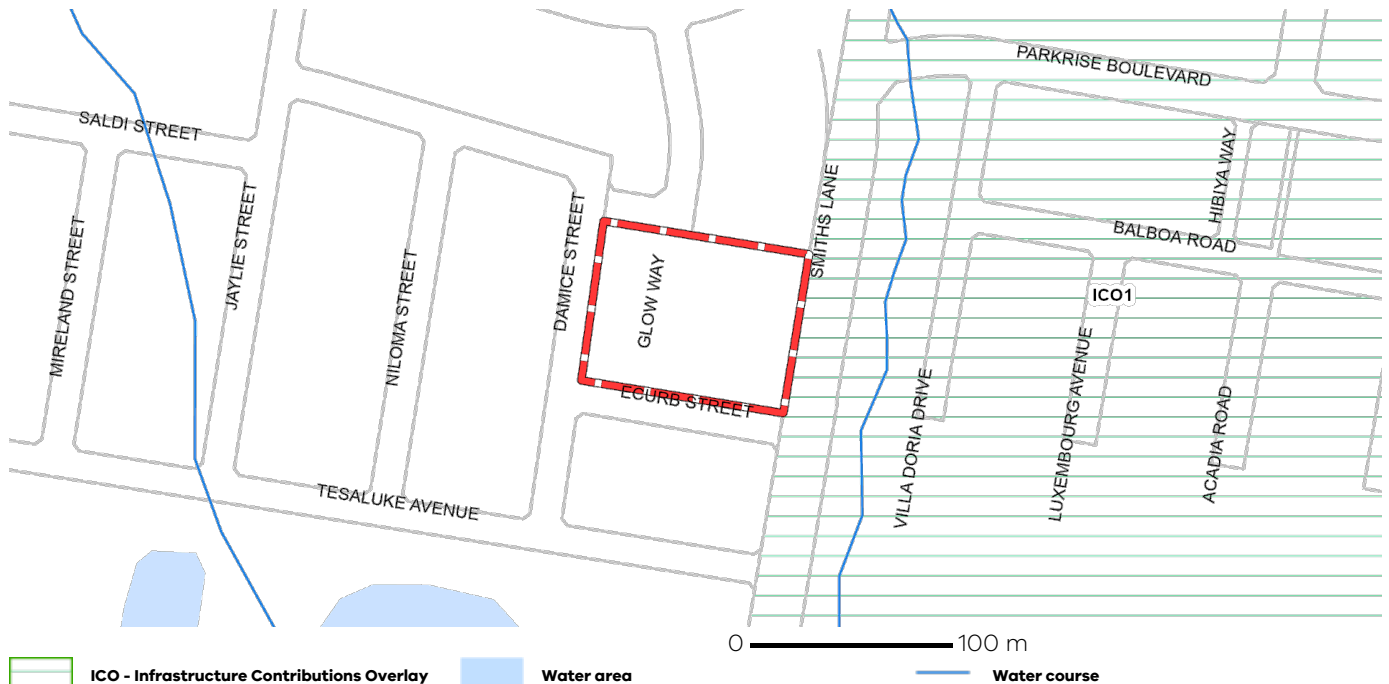 PARKRISE BOULEVARD
SALDI STREET
HIBIYA WAY
SMITHS LANE
JAYLIE STREET
DAMICE STREET
MIRELAND STREET
BALBOA ROAD
NILOMA STREET
GLOW WAY
ICO1
LUXEMBOURG AVENUE
VILLA DORIA DRIVE
ECURB STREET
ACADIA ROAD
TESALUKE AVENUE
0 100 m
ICO - Infrastructure Contributions Overlay
Water area
Water course